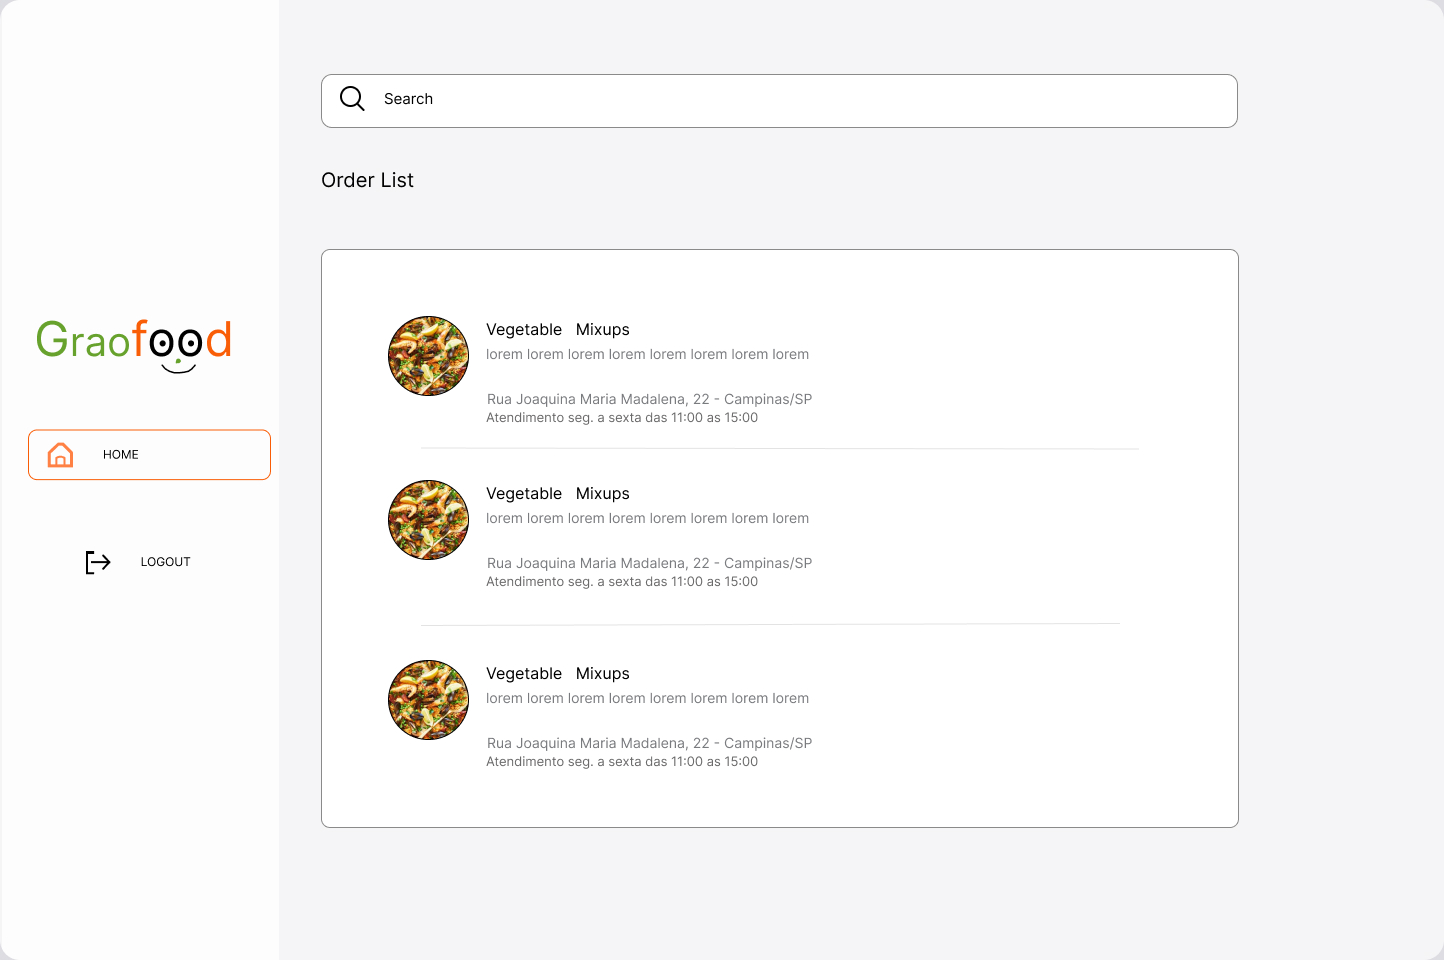 Search
Order List
Graofood
HOME
LOGOUT
Vegetable Mixups
lorem lorem lorem lorem lorem lorem lorem lorem
Rua Joaquina Maria Madalena, 22 - Campinas/SP
Atendimento seg. a sexta das 11:00 as 15:00
Vegetable Mixups
lorem lorem lorem lorem lorem lorem lorem lorem
Rua Joaquina Maria Madalena, 22 - Campinas/SP
Atendimento seg. a sexta das 11:00 as 15:00
Vegetable Mixups
lorem lorem lorem lorem lorem lorem lorem lorem
Rua Joaquina Maria Madalena, 22 - Campinas/SP
Atendimento seg. a sexta das 11:00 as 15:00